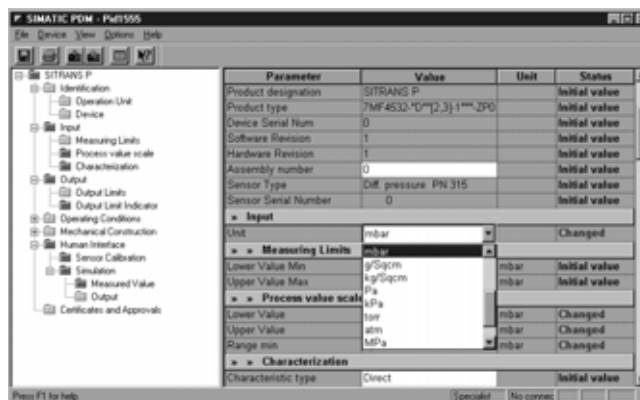 SIMATIC PDM - Pid1555
File Device View Options Help
SITRANS P
Identification
Operation Unit
Device
Input
Measuring Limits
Process value scale
Characterization
Output
Output Limits
Output Limit Indicator
Operating Conditions
Mechanical Construction
Human Interface
Sensor Calibration
Simulation
Measured Value
Output
Certificates and Approvals
Parameter Value Unit Status
Product designation SITRANS P Initial value
Product type 7MF4532-*D**[2,3]-1***-ZP0 Initial value
Device Serial Num 0 Initial value
Software Revision 1 Initial value
Hardware Revision 1 Initial value
Assembly number 0 Initial value
Sensor Type Diff. pressure PN 315 Initial value
Sensor Serial Number 0 Initial value
» Input
Unit mbar Changed
» » Measuring Limits
Lower Value Min mbar Initial value
Upper Value Max mbar Initial value
» » Process value scale
Lower Value mbar Changed
Upper Value mbar Changed
Range min mbar Changed
mbar
g/Sqcm
kg/Sqcm
Pa
kPa
torr
atm
MPa
» » Characterization
Characteristic type Direct Initial value
Press F1 for help. Specialist No connec